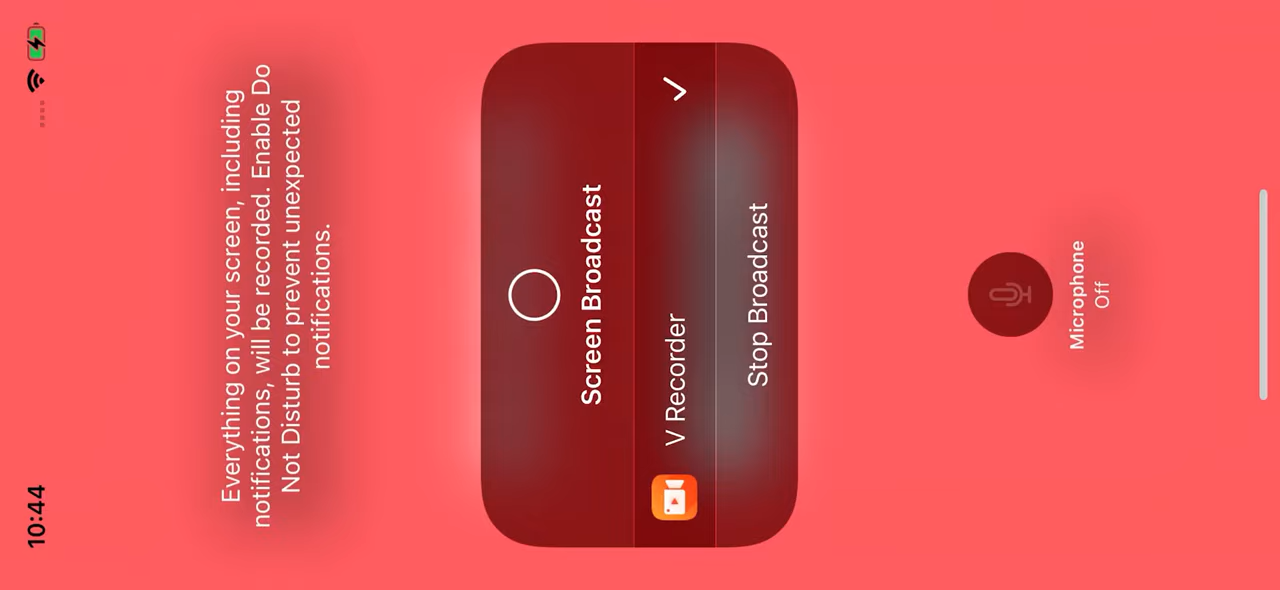 10:44
Everything on your screen, including
notifications, will be recorded. Enable Do
Not Disturb to prevent unexpected
notifications.
Screen Broadcast
V Recorder
Stop Broadcast
Microphone
Off